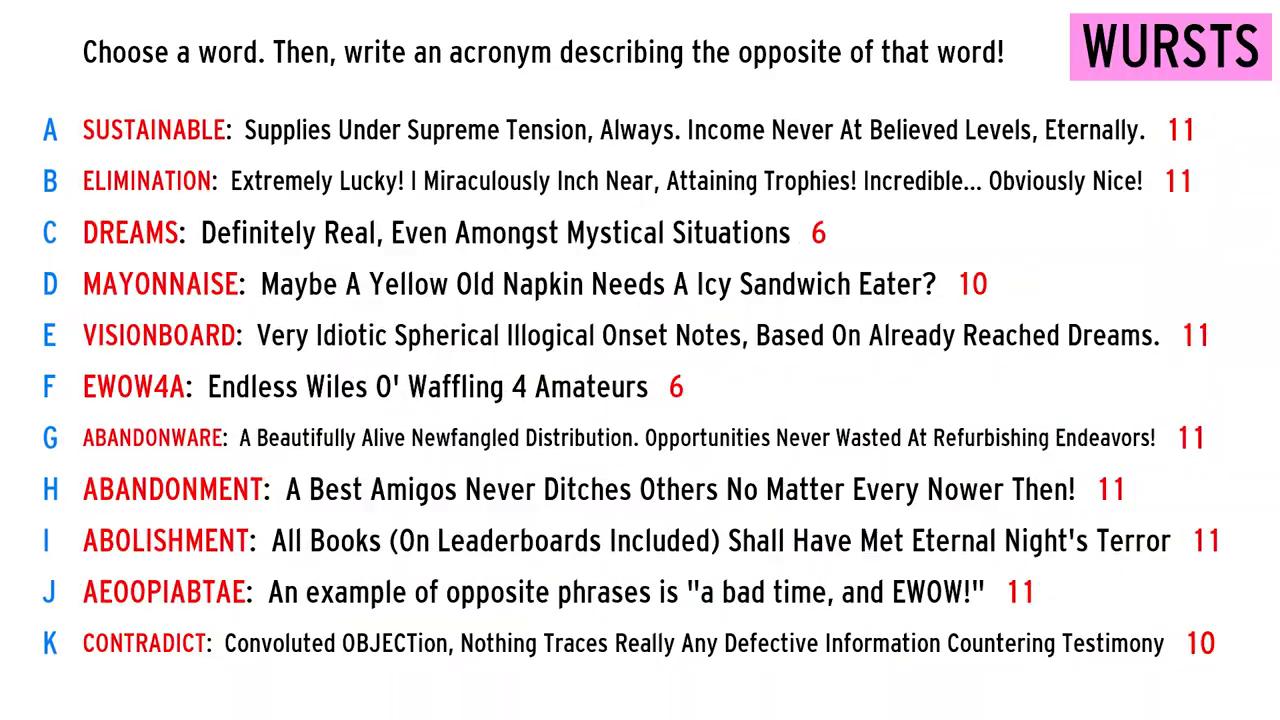 Choose a word. Then, write an acronym describing the opposite of that word!
WURSTS
A SUSTAINABLE: Supplies Under Supreme Tension, Always. Income Never At Believed Levels, Eternally. 11
B ELIMINATION: Extremely Lucky! I Miraculously Inch Near, Attaining Trophies! Incredible... Obviously Nice! 11
C DREAMS: Definitely Real, Even Amongst Mystical Situations 6
D MAYONNAISE: Maybe A Yellow Old Napkin Needs A Icy Sandwich Eater? 10
E VISIONBOARD: Very Idiotic Spherical Illogical Onset Notes, Based On Already Reached Dreams. 11
F EWOW4A: Endless Wiles O' Waffling 4 Amateurs 6
G ABANDONWARE: A Beautifully Alive Newfangled Distribution. Opportunities Never Wasted At Refurbishing Endeavors! 11
H ABANDONMENT: A Best Amigos Never Ditches Others No Matter Every Nower Then! 11
I ABOLISHMENT: All Books (On Leaderboards Included) Shall Have Met Eternal Night's Terror 11
J AEOOPIABTAE: An example of opposite phrases is "a bad time, and EWOW!" 11
K CONTRADICT: Convoluted OBJECTion, Nothing Traces Really Any Defective Information Countering Testimony 10